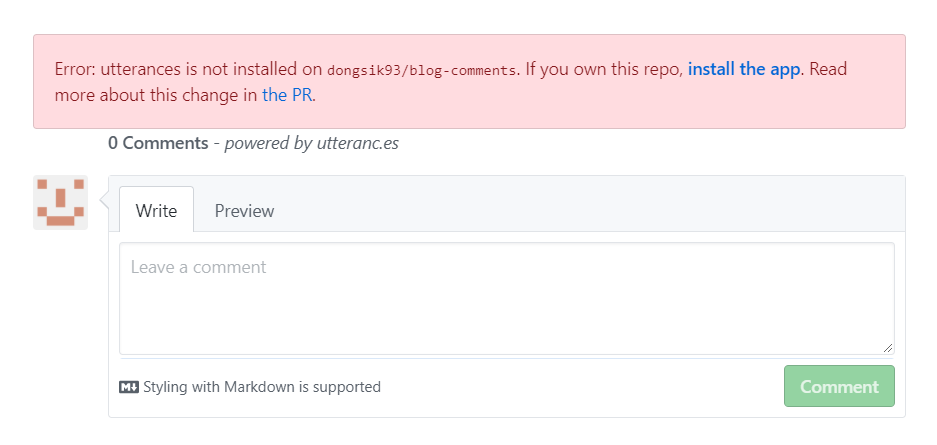 Error: utterances is not installed on dongsik93/blog-comments. If you own this repo, install the app. Read
more about this change in the PR.
0 Comments - powered by utteranc.es
Write Preview
Leave a comment
Styling with Markdown is supported
Comment